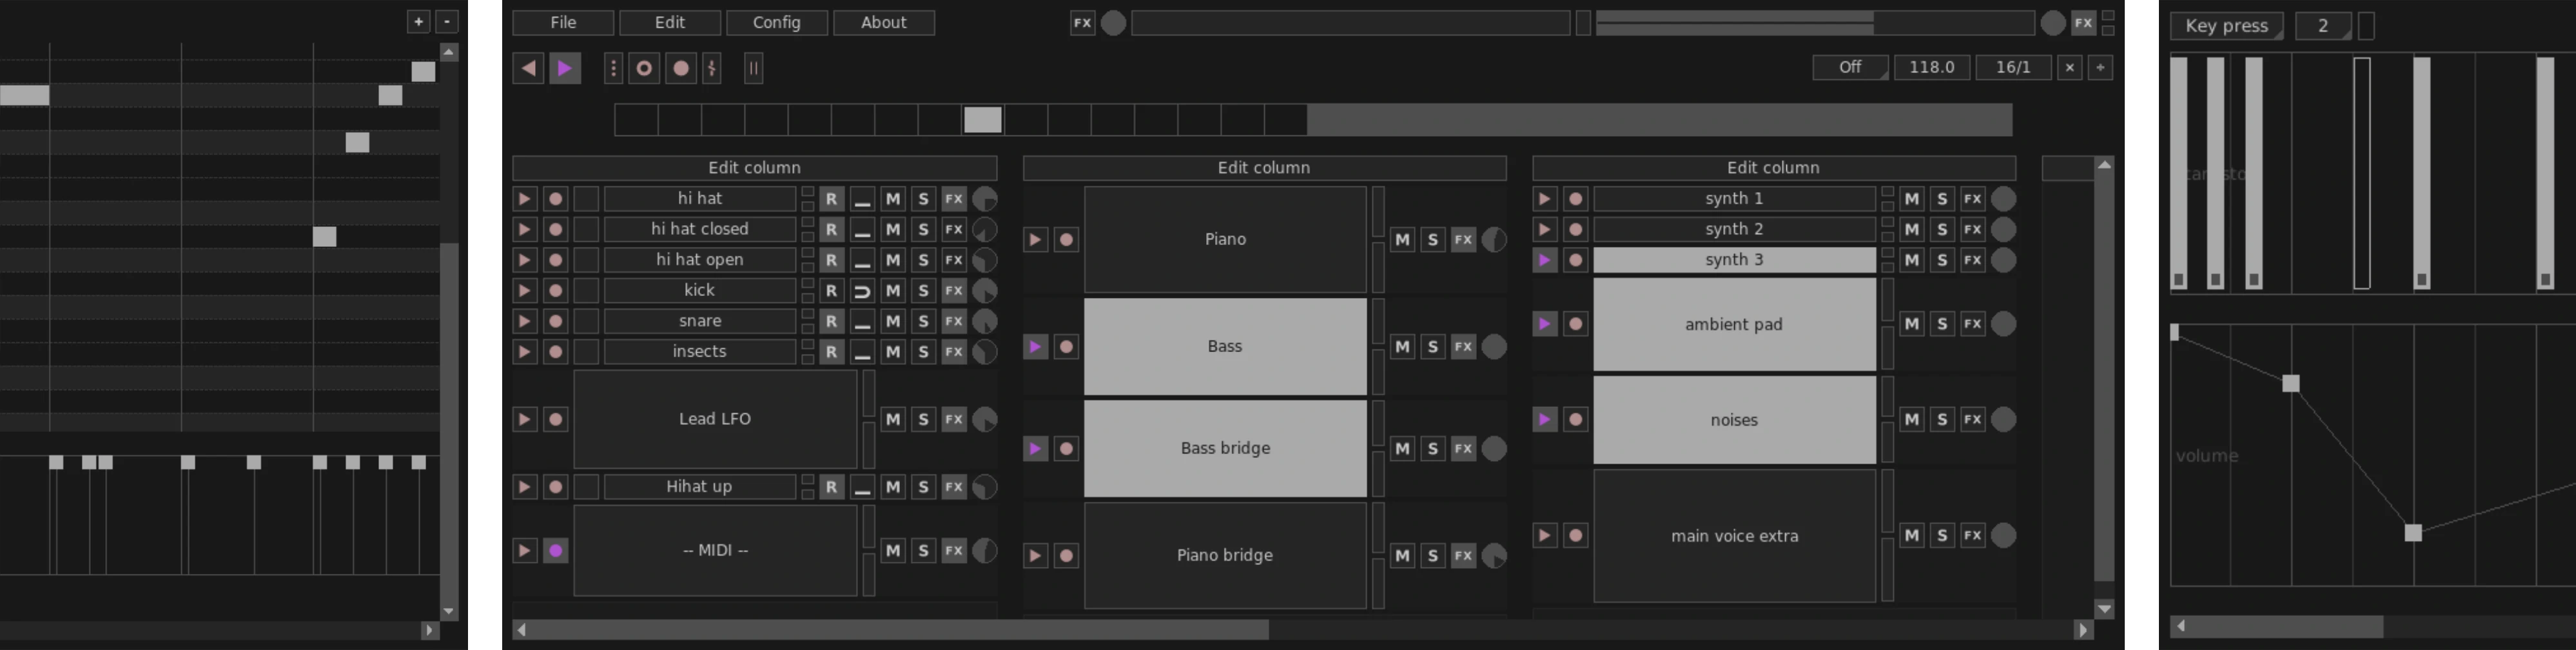 + -
File Edit Config About FX FX
Off 118.0 16/1 × ÷
Edit column Edit column Edit column
hi hat R M S FX
hi hat closed R M S FX
hi hat open R M S FX
kick R M S FX
snare R M S FX
insects R M S FX
Lead LFO M S FX
Hihat up R M S FX
-- MIDI -- M S FX
Piano M S FX
Bass M S FX
Bass bridge M S FX
Piano bridge M S FX
synth 1 M S FX
synth 2 M S FX
synth 3 M S FX
ambient pad M S FX
noises M S FX
main voice extra M S FX
Key press 2
volume